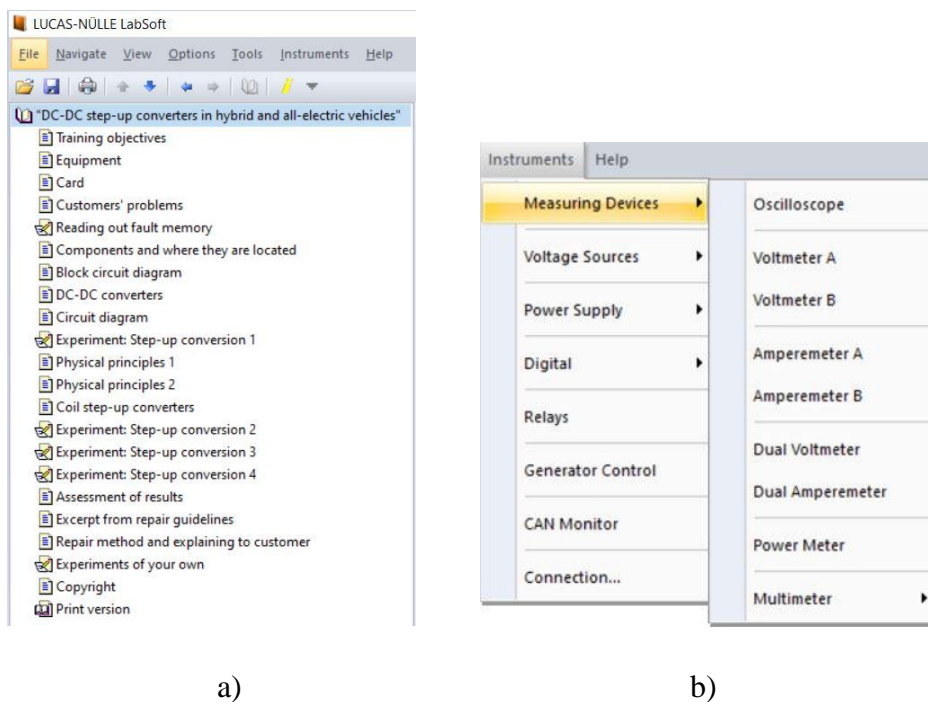 LUCAS-NÜLLE LabSoft
File Navigate View Options Tools Instruments Help
"DC-DC step-up converters in hybrid and all-electric vehicles"
Training objectives
Equipment
Card
Customers' problems
Reading out fault memory
Components and where they are located
Block circuit diagram
DC-DC converters
Circuit diagram
Experiment: Step-up conversion 1
Physical principles 1
Physical principles 2
Coil step-up converters
Experiment: Step-up conversion 2
Experiment: Step-up conversion 3
Experiment: Step-up conversion 4
Assessment of results
Excerpt from repair guidelines
Repair method and explaining to customer
Experiments of your own
Copyright
Print version
a)
Instruments Help
Measuring Devices
Voltage Sources
Power Supply
Digital
Relays
Generator Control
CAN Monitor
Connection...
Oscilloscope
Voltmeter A
Voltmeter B
Amperemeter A
Amperemeter B
Dual Voltmeter
Dual Amperemeter
Power Meter
Multimeter
b)